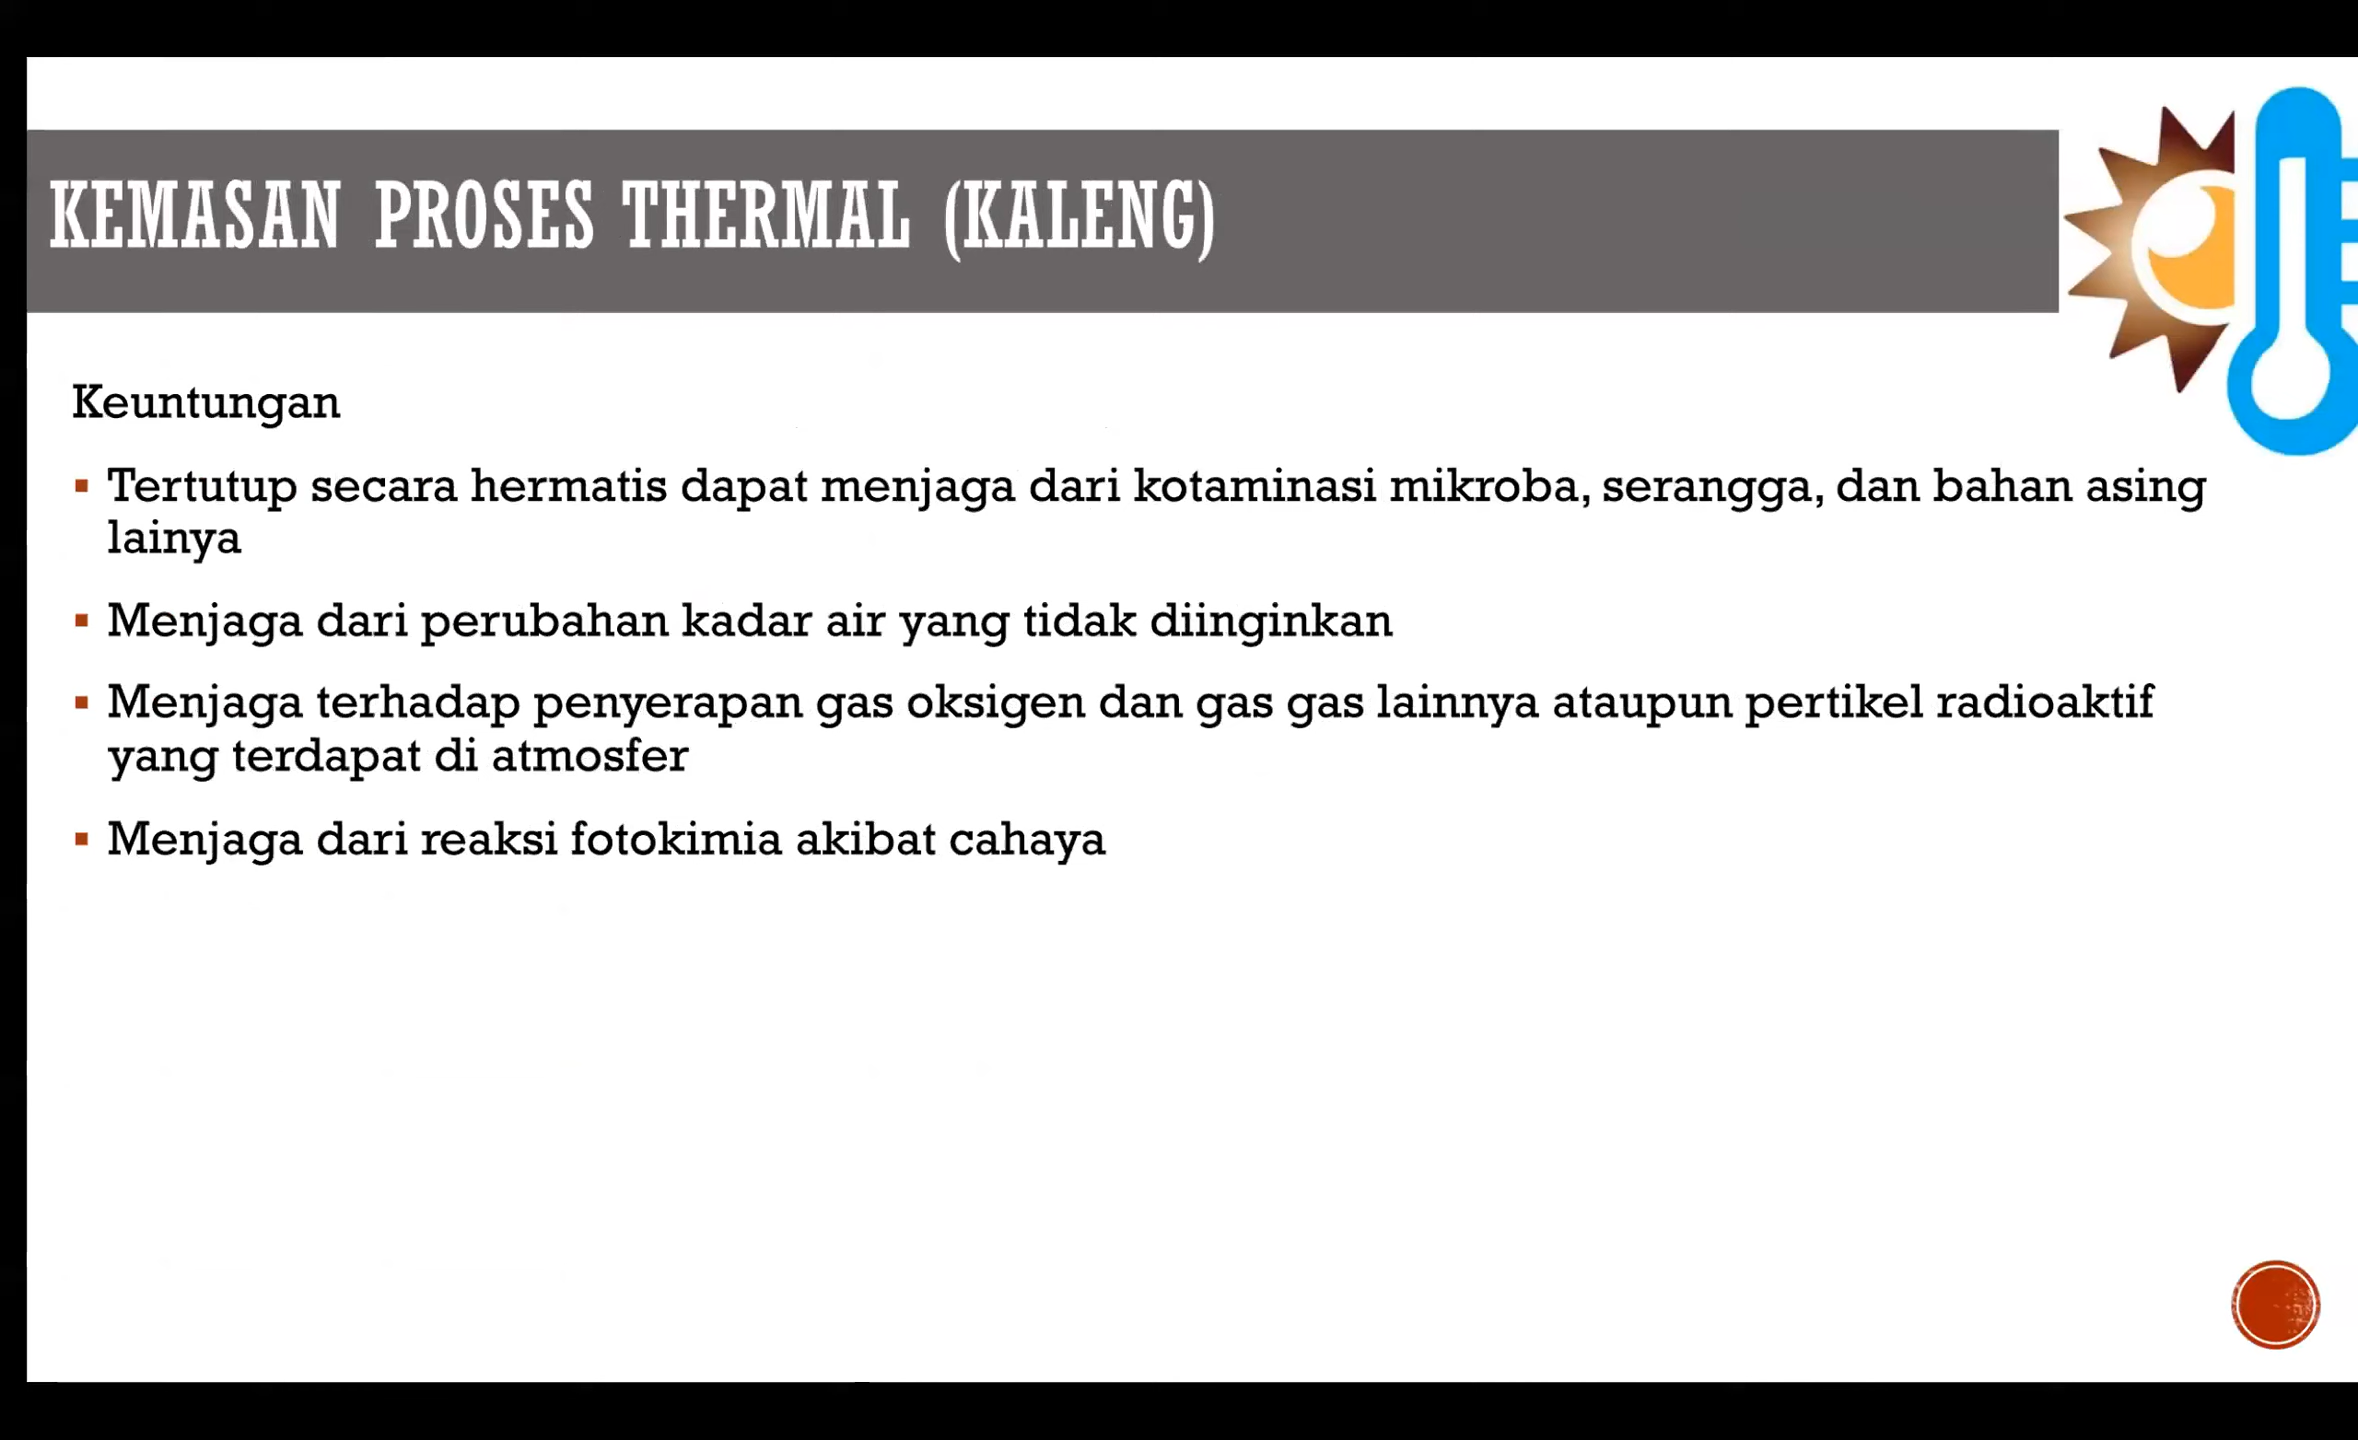 KEMASAN PROSES THERMAL (KALENG)
Keuntungan
▪ Tertutup secara hermatis dapat menjaga dari kotaminasi mikroba, serangga, dan bahan asing
lainya
▪ Menjaga dari perubahan kadar air yang tidak diinginkan
▪ Menjaga terhadap penyerapan gas oksigen dan gas gas lainnya ataupun pertikel radioaktif
yang terdapat di atmosfer
▪ Menjaga dari reaksi fotokimia akibat cahaya